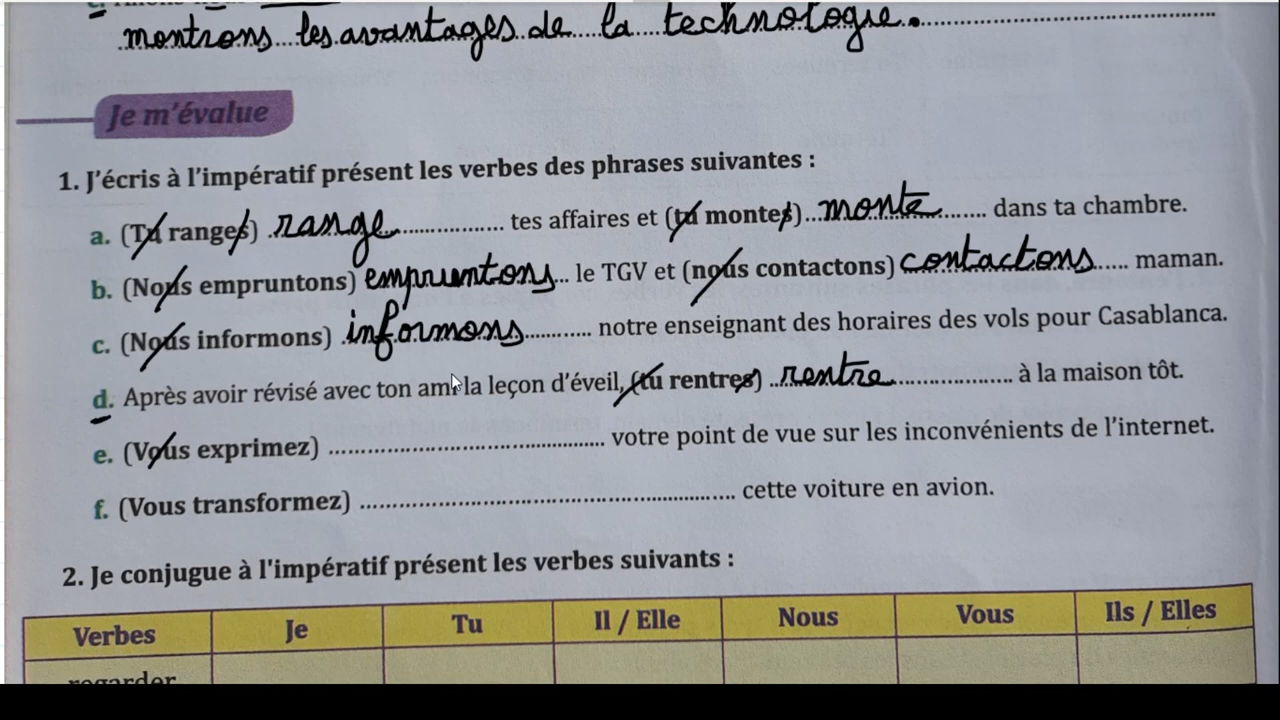 montrons les avantages de la technologie.
Je m'évalue
1. J'écris à l'impératif présent les verbes des phrases suivantes :
a. (Tu ranges) range tes affaires et (tu montes) monte dans ta chambre.
b. (Nous empruntons) empruntons le TGV et (nous contactons) contactons maman.
c. (Nous informons) informons notre enseignant des horaires des vols pour Casablanca.
d. Après avoir révisé avec ton ami la leçon d'éveil, (tu rentres) rentre à la maison tôt.
e. (Vous exprimez) ........ votre point de vue sur les inconvénients de l'internet.
f. (Vous transformez) ........ cette voiture en avion.
2. Je conjugue à l'impératif présent les verbes suivants :
Verbes Je Tu Il / Elle Nous Vous Ils / Elles
regarder